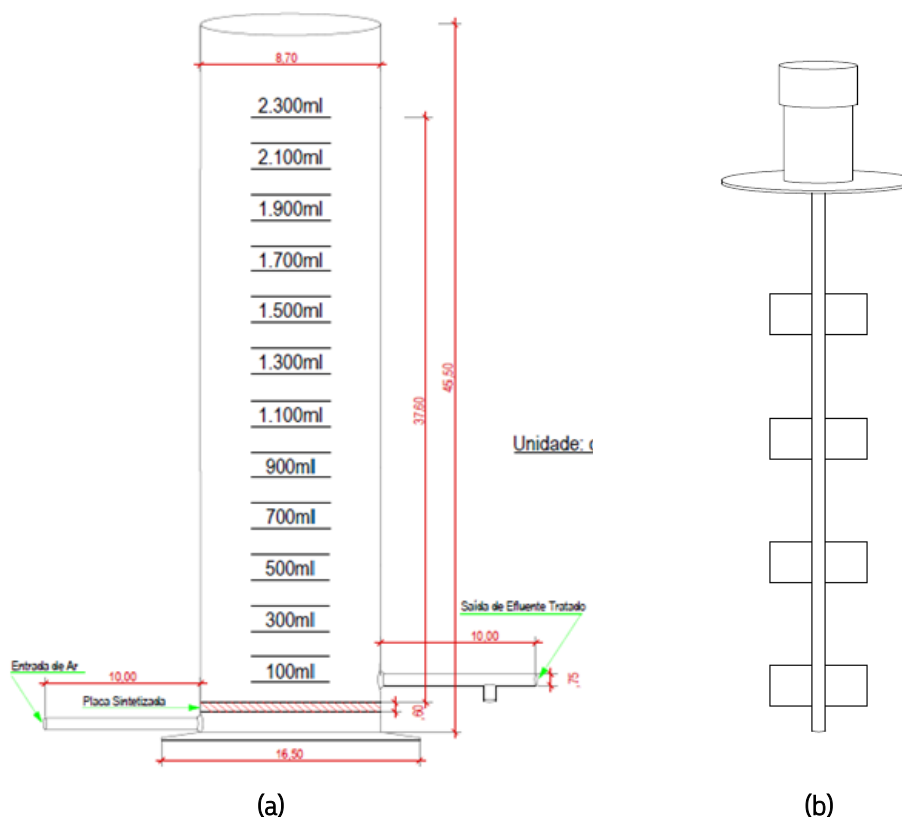 8,70
2.300ml
2.100ml
1.900ml
1.700ml
1.500ml
1.300ml
1.100ml
900ml
700ml
500ml
300ml
100ml
37,60
45,50
Unidade: c
Saída de Efluente Tratado
10,00
,75
Entrada de Ar
10,00
Placa Sintetizada
,60
16,50
(a)
(b)